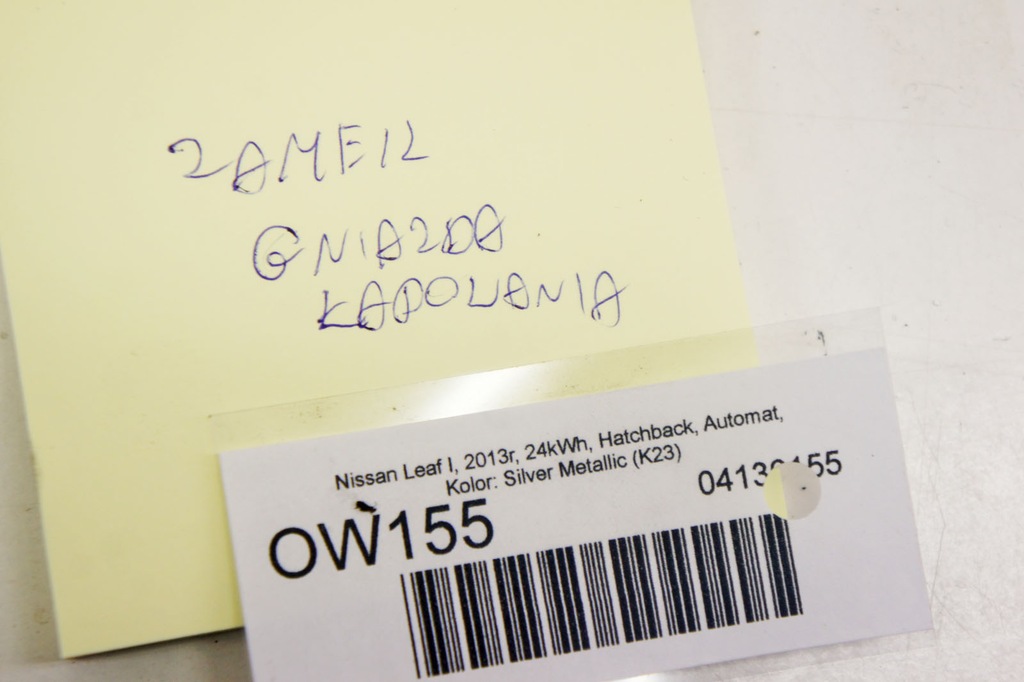 ZAMEK
GNIAZDA
ŁADOWANIA
Nissan Leaf I, 2013r, 24kWh, Hatchback, Automat,
Kolor: Silver Metallic (K23)
OW155